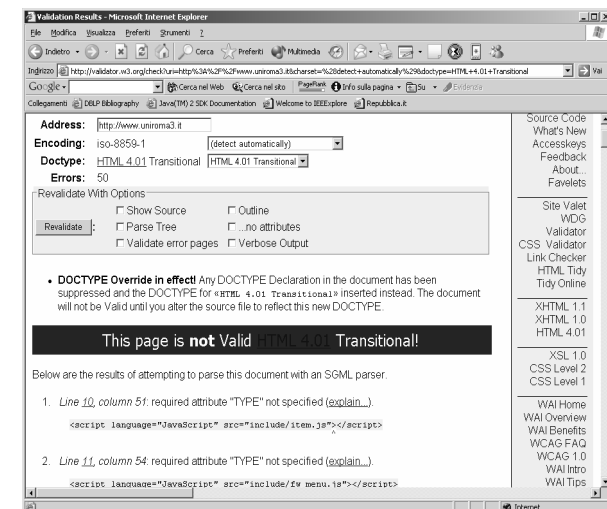 Validation Results - Microsoft Internet Explorer
File Modifica Visualizza Preferiti Strumenti ?
Indietro Cerca Preferiti Multimedia
Indirizzo http://validator.w3.org/check?uri=http%3A%2F%2Fwww.uniroma3.it&charset=%28detect+automatically%29&doctype=HTML+4.01+Transitional Vai
Google Cerca nel Web Cerca nel sito PageRank Info sulla pagina Su Evidenzia
Collegamenti DBLP Bibliography Java(TM) 2 SDK Documentation Welcome to IEEExplore Repubblica.it
Address: http://www.uniroma3.it
Encoding: iso-8859-1 (detect automatically)
Doctype: HTML 4.01 Transitional HTML 4.01 Transitional
Errors: 50
Revalidate With Options
Show Source Outline
Revalidate : Parse Tree ...no attributes
Validate error pages Verbose Output
• DOCTYPE Override in effect! Any DOCTYPE Declaration in the document has been
suppressed and the DOCTYPE for «HTML 4.01 Transitional» inserted instead. The document
will not be Valid until you alter the source file to reflect this new DOCTYPE.
This page is not Valid HTML 4.01 Transitional!
Below are the results of attempting to parse this document with an SGML parser.
1. Line 10, column 51: required attribute "TYPE" not specified (explain...).
<script language="JavaScript" src="include/item.js"></script>
^
2. Line 11, column 54: required attribute "TYPE" not specified (explain...).
<script language="JavaScript" src="include/fw_menu.js"></script>
Source Code
What's New
Accesskeys
Feedback
About...
Favelets
Site Valet
WDG
Validator
CSS Validator
Link Checker
HTML Tidy
Tidy Online
XHTML 1.1
XHTML 1.0
HTML 4.01
XSL 1.0
CSS Level 2
CSS Level 1
WAI Home
WAI Overview
WAI Benefits
WCAG FAQ
WCAG 1.0
WAI Intro
WAI Tips
Internet